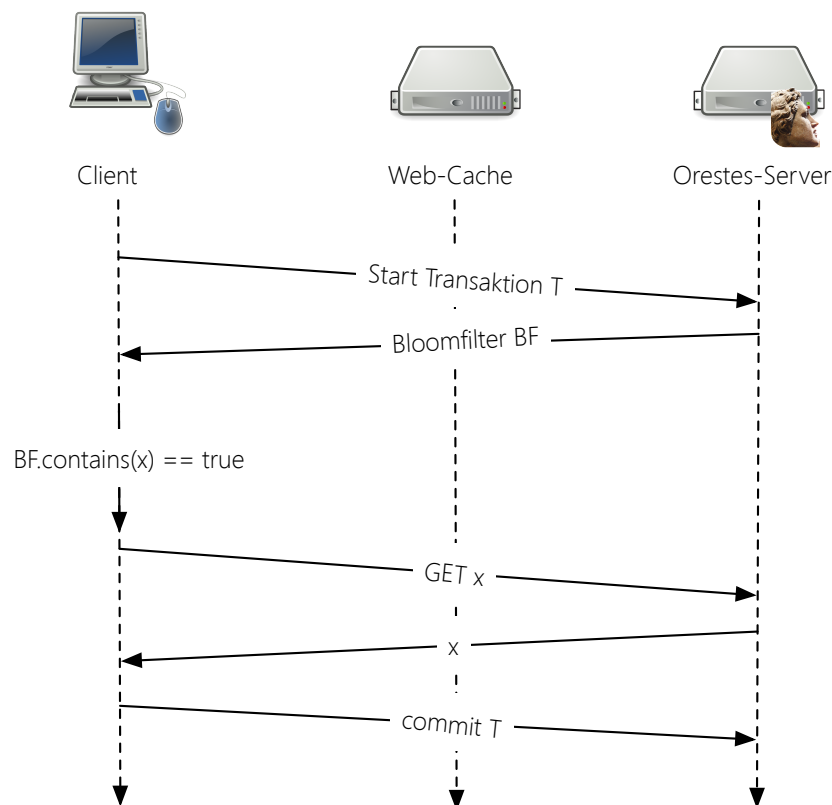 Client
Web-Cache
Orestes-Server
Start Transaktion T
Bloomfilter BF
BF.contains(x) == true
GET x
x
commit T